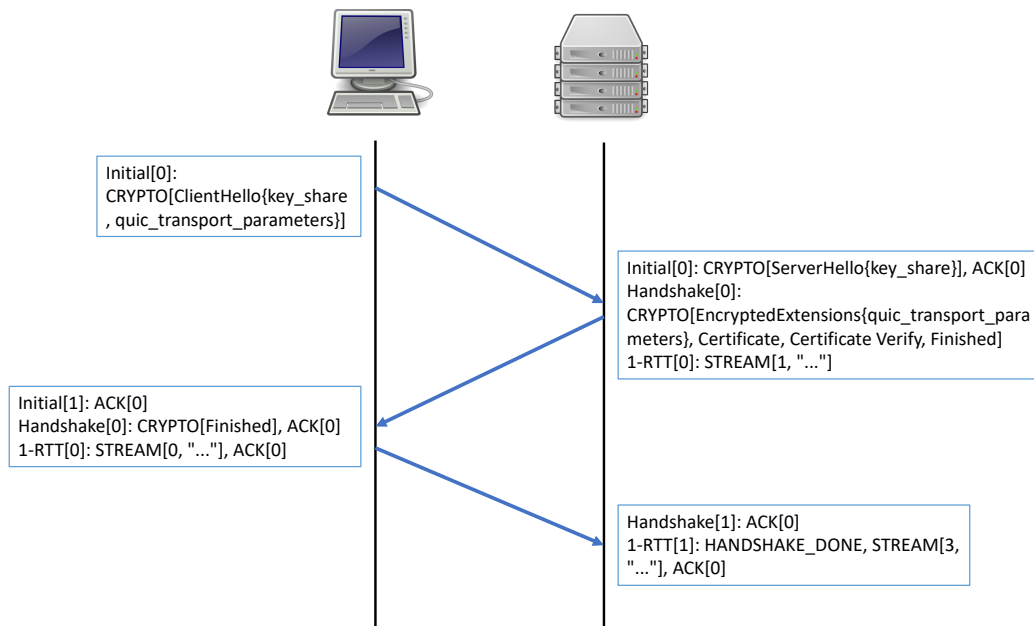 Initial[0]:
CRYPTO[ClientHello{key_share
, quic_transport_parameters}]
Initial[0]: CRYPTO[ServerHello{key_share}], ACK[0]
Handshake[0]:
CRYPTO[EncryptedExtensions{quic_transport_para
meters}, Certificate, Certificate Verify, Finished]
1-RTT[0]: STREAM[1, "..."]
Initial[1]: ACK[0]
Handshake[0]: CRYPTO[Finished], ACK[0]
1-RTT[0]: STREAM[0, "..."], ACK[0]
Handshake[1]: ACK[0]
1-RTT[1]: HANDSHAKE_DONE, STREAM[3,
"..."], ACK[0]